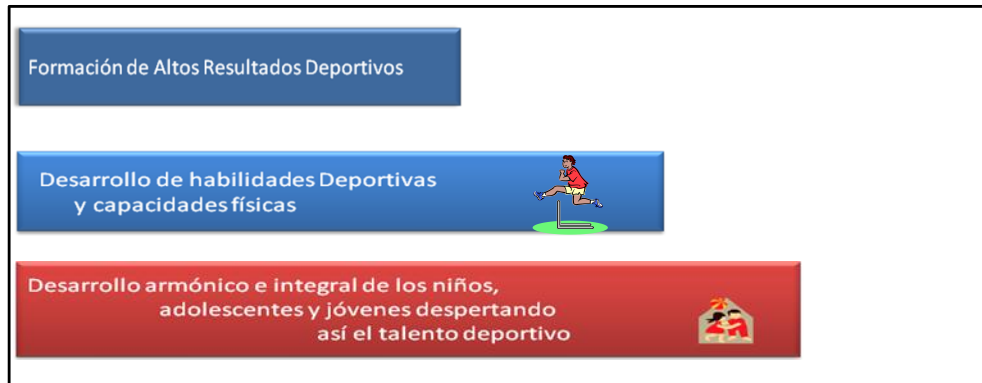 Formación de Altos Resultados Deportivos
Desarrollo de habilidades Deportivas
y capacidades físicas
Desarrollo armónico e integral de los niños,
adolescentes y jóvenes despertando
así el talento deportivo